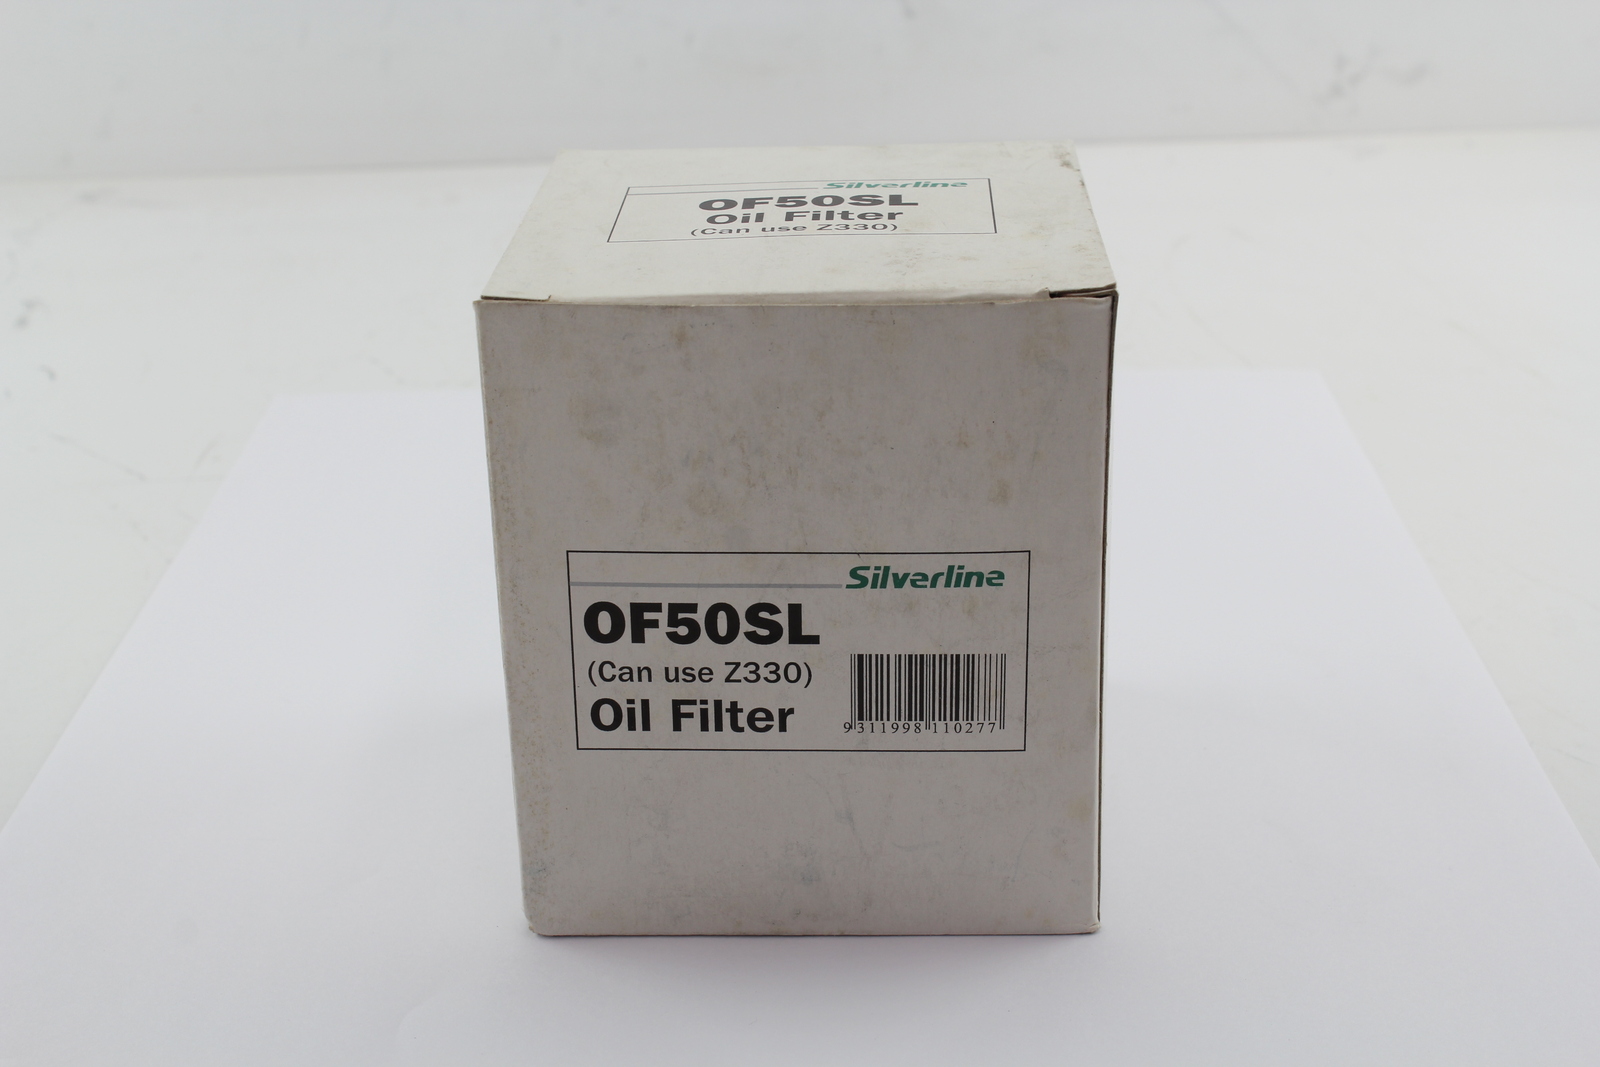 Silverline
OF50SL
Oil Filter
(Can use Z330)
Silverline
OF50SL
(Can use Z330)
Oil Filter
9 311998 110277